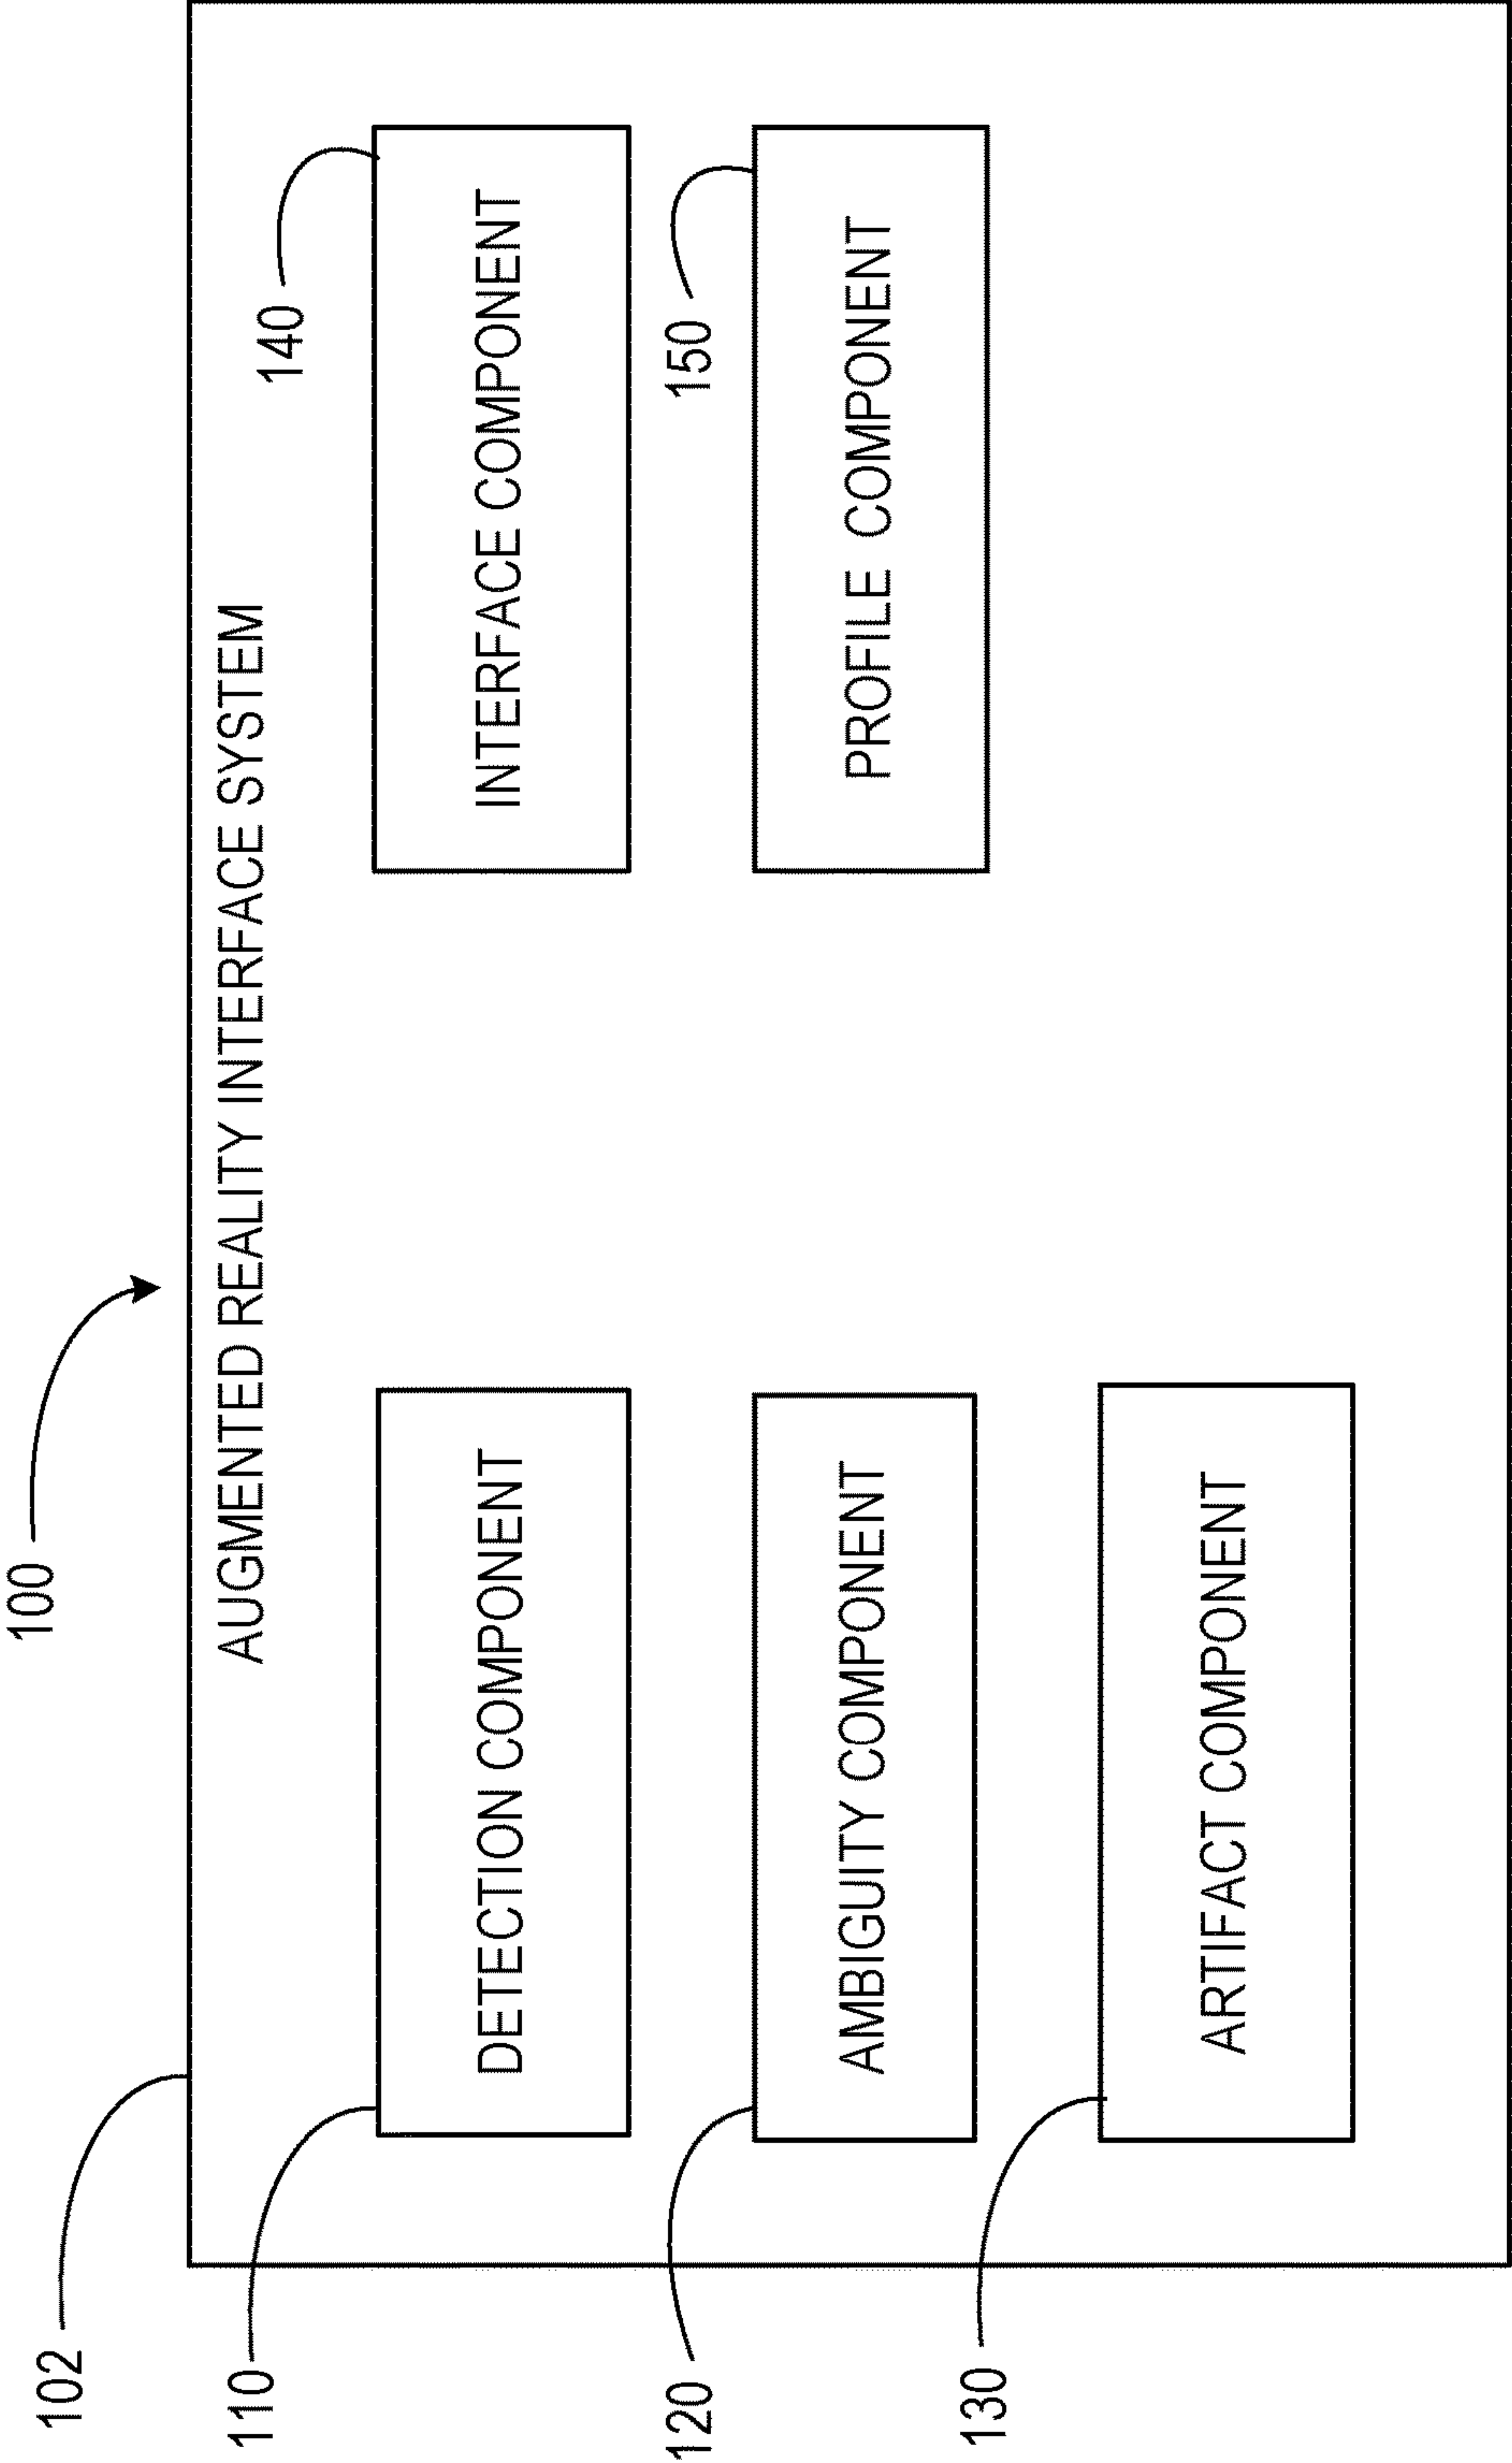 100
102
AUGMENTED REALITY INTERFACE SYSTEM
110
DETECTION COMPONENT
140
INTERFACE COMPONENT
120
AMBIGUITY COMPONENT
150
PROFILE COMPONENT
130
ARTIFACT COMPONENT